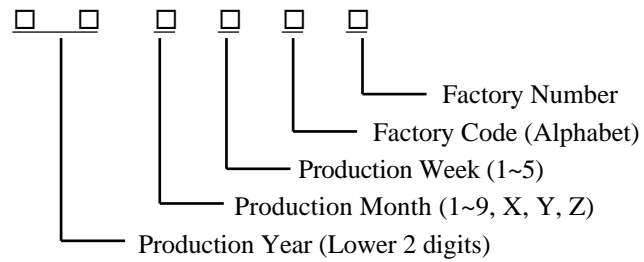 □ □ □ □ □ □
Factory Number
Factory Code (Alphabet)
Production Week (1~5)
Production Month (1~9, X, Y, Z)
Production Year (Lower 2 digits)